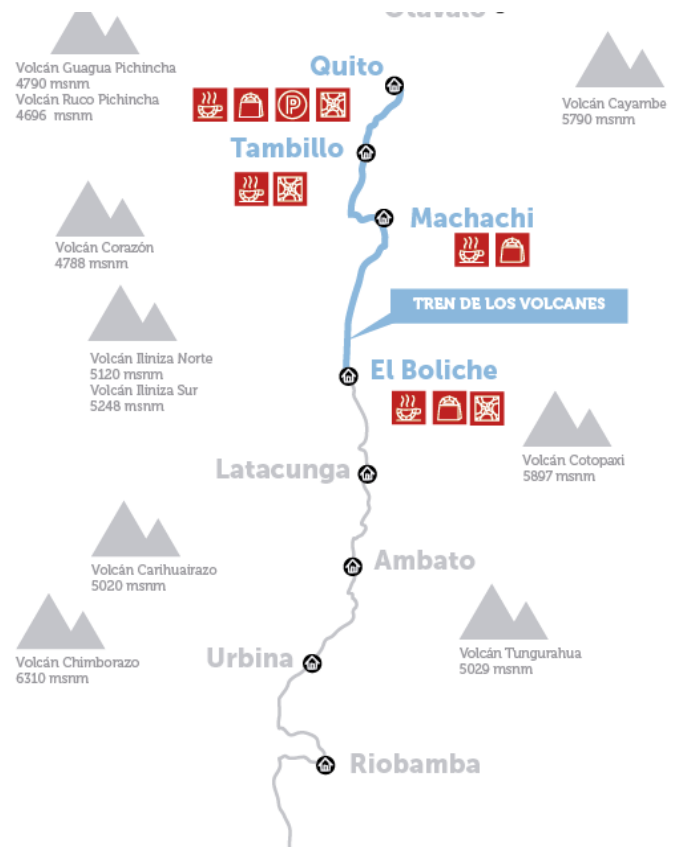 Otavalo
Quito
Volcán Guagua Pichincha
4790 msnm
Volcán Ruco Pichincha
4696 msnm
P
Volcán Cayambe
5790 msnm
Tambillo
Machachi
Volcán Corazón
4788 msnm
TREN DE LOS VOLCANES
Volcán Iliniza Norte
5120 msnm
Volcán Iliniza Sur
5248 msnm
El Boliche
Volcán Cotopaxi
5897 msnm
Latacunga
Ambato
Volcán Carihuairazo
5020 msnm
Urbina
Volcán Tungurahua
5029 msnm
Volcán Chimborazo
6310 msnm
Riobamba